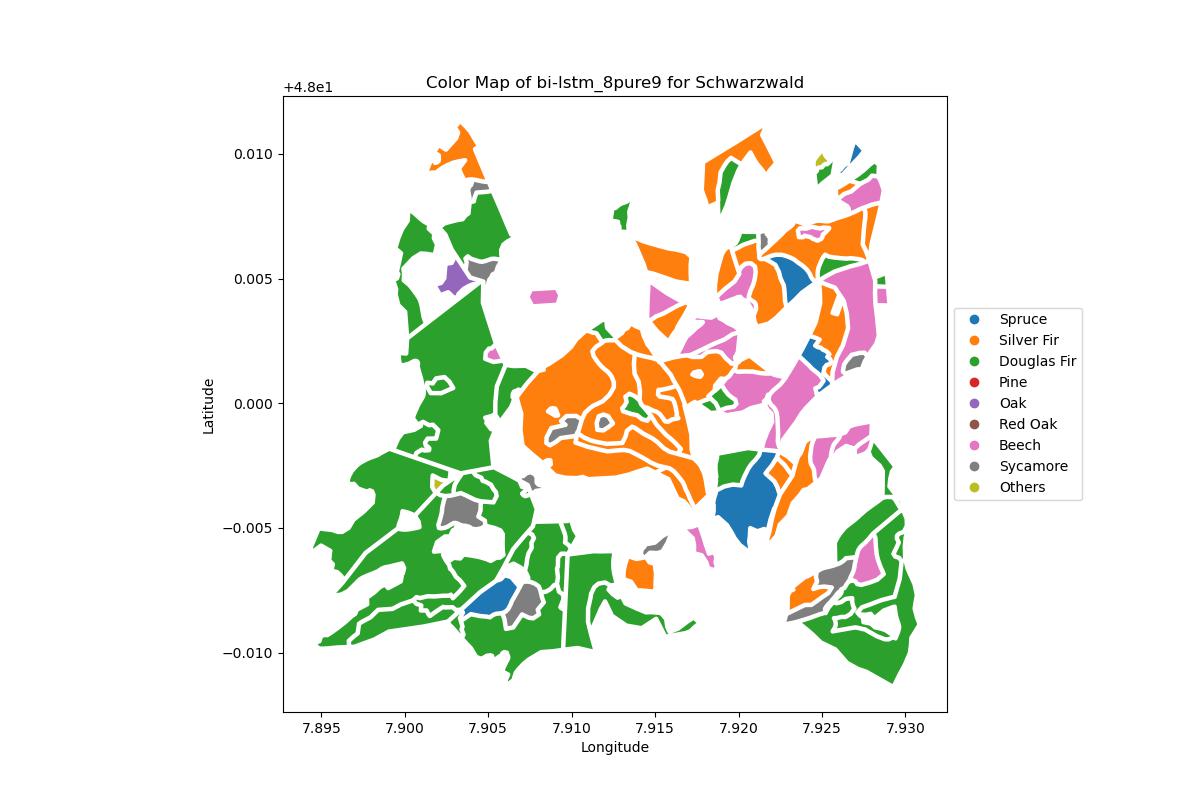 Color Map of bi-lstm_8pure9 for Schwarzwald
+4.8e1
0.010
0.005
0.000
−0.005
−0.010
Latitude
7.895 7.900 7.905 7.910 7.915 7.920 7.925 7.930
Longitude
Spruce
Silver Fir
Douglas Fir
Pine
Oak
Red Oak
Beech
Sycamore
Others